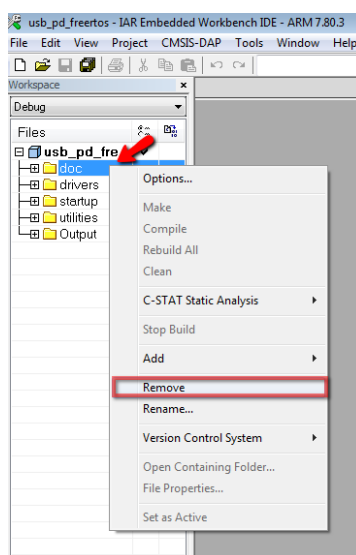 usb_pd_freertos - IAR Embedded Workbench IDE - ARM 7.80.3
File Edit View Project CMSIS-DAP Tools Window Help
Workspace ×
Debug
Files
usb_pd_fre
doc
drivers
startup
utilities
Output
Options...
Make
Compile
Rebuild All
Clean
C-STAT Static Analysis
Stop Build
Add
Remove
Rename...
Version Control System
Open Containing Folder...
File Properties...
Set as Active